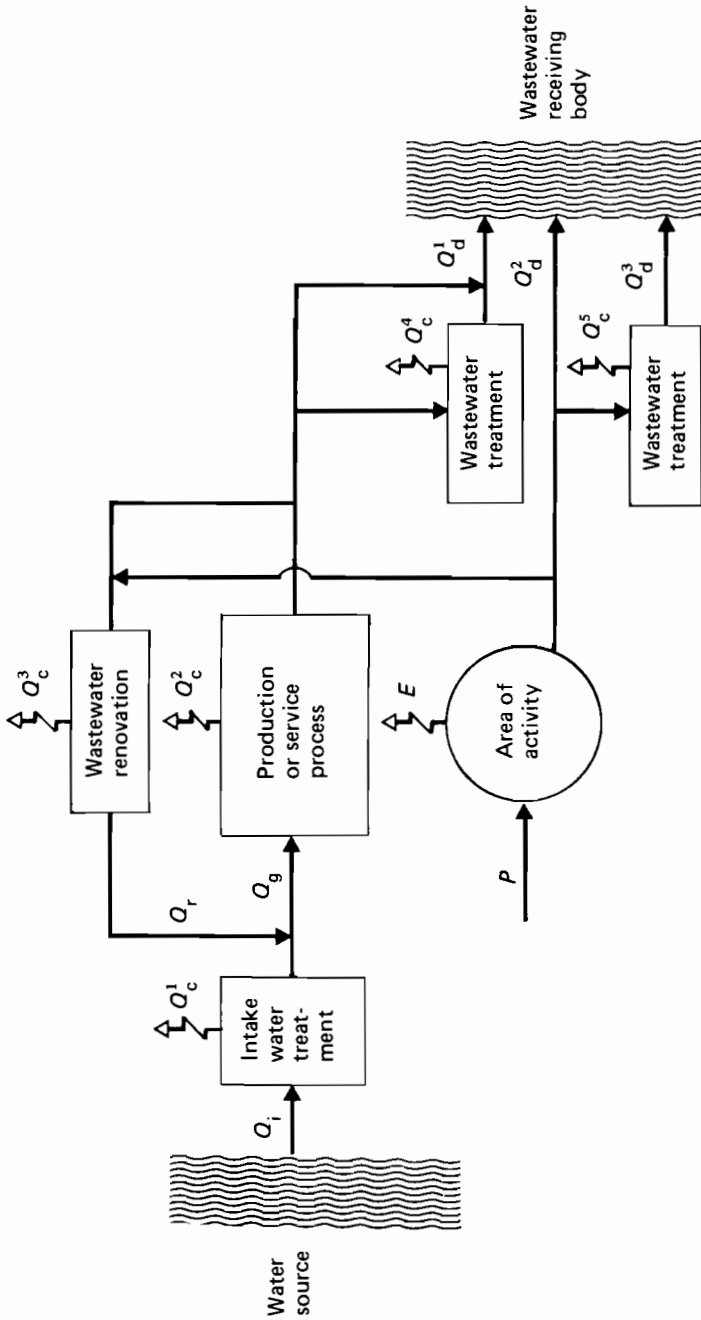 Water
source
Q_i
Intake
water
treat-
ment
Q_c^1
Q_r
Q_g
Wastewater
renovation
Q_c^3
Production
or service
process
Q_c^2
P
Area of
activity
E
Wastewater
treatment
Q_c^4
Q_d^1
Q_d^2
Wastewater
treatment
Q_c^5
Q_d^3
Wastewater
receiving
body